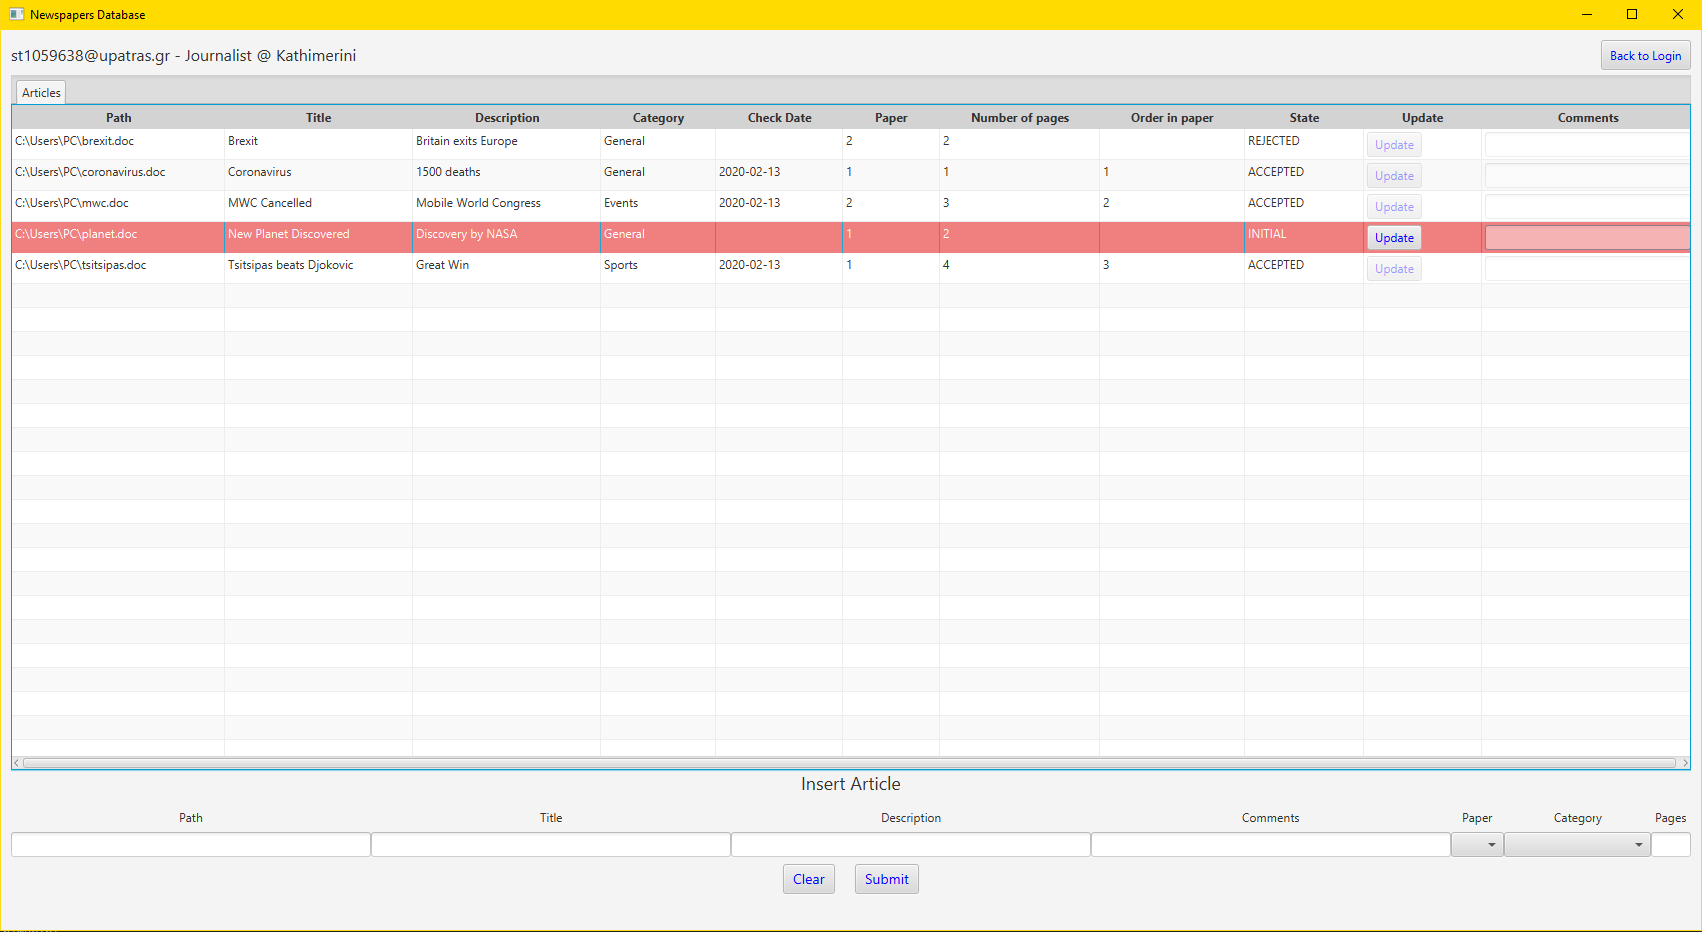 Newspapers Database
st1059638@upatras.gr - Journalist @ Kathimerini Back to Login
Articles
Path Title Description Category Check Date Paper Number of pages Order in paper State Update Comments
C:\Users\PC\brexit.doc Brexit Britain exits Europe General 2 2 REJECTED Update
C:\Users\PC\coronavirus.doc Coronavirus 1500 deaths General 2020-02-13 1 1 1 ACCEPTED Update
C:\Users\PC\mwc.doc MWC Cancelled Mobile World Congress Events 2020-02-13 2 3 2 ACCEPTED Update
C:\Users\PC\planet.doc New Planet Discovered Discovery by NASA General 1 2 INITIAL Update
C:\Users\PC\tsitsipas.doc Tsitsipas beats Djokovic Great Win Sports 2020-02-13 1 4 3 ACCEPTED Update
Insert Article
Path Title Description Comments Paper Category Pages
Clear Submit